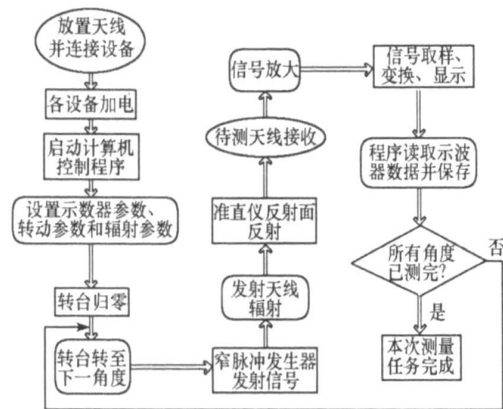 放置天线
并连接设备
各设备加电
启动计算机
控制程序
设置示数器参数、
转动参数和辐射参数
转台归零
转台转至
下一角度
窄脉冲发生器
发射信号
发射天线
辐射
准直仪反射面
反射
待测天线接收
信号放大
信号取样、
变换、显示
程序读取示波
器数据并保存
所有角度
已测完?
否
是
本次测量
任务完成